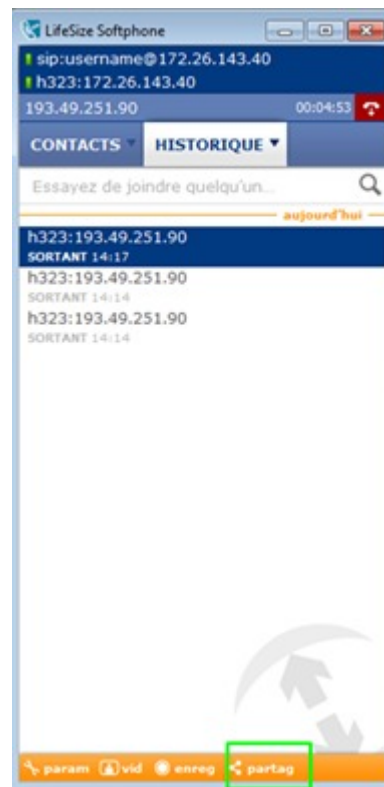 LifeSize Softphone
sip:username@172.26.143.40
h323:172.26.143.40
193.49.251.90 00:04:53
CONTACTS HISTORIQUE
Essayez de joindre quelqu'un...
aujourd'hui
h323:193.49.251.90
SORTANT 14:17
h323:193.49.251.90
SORTANT 14:14
h323:193.49.251.90
SORTANT 14:14
param vid enreg partag